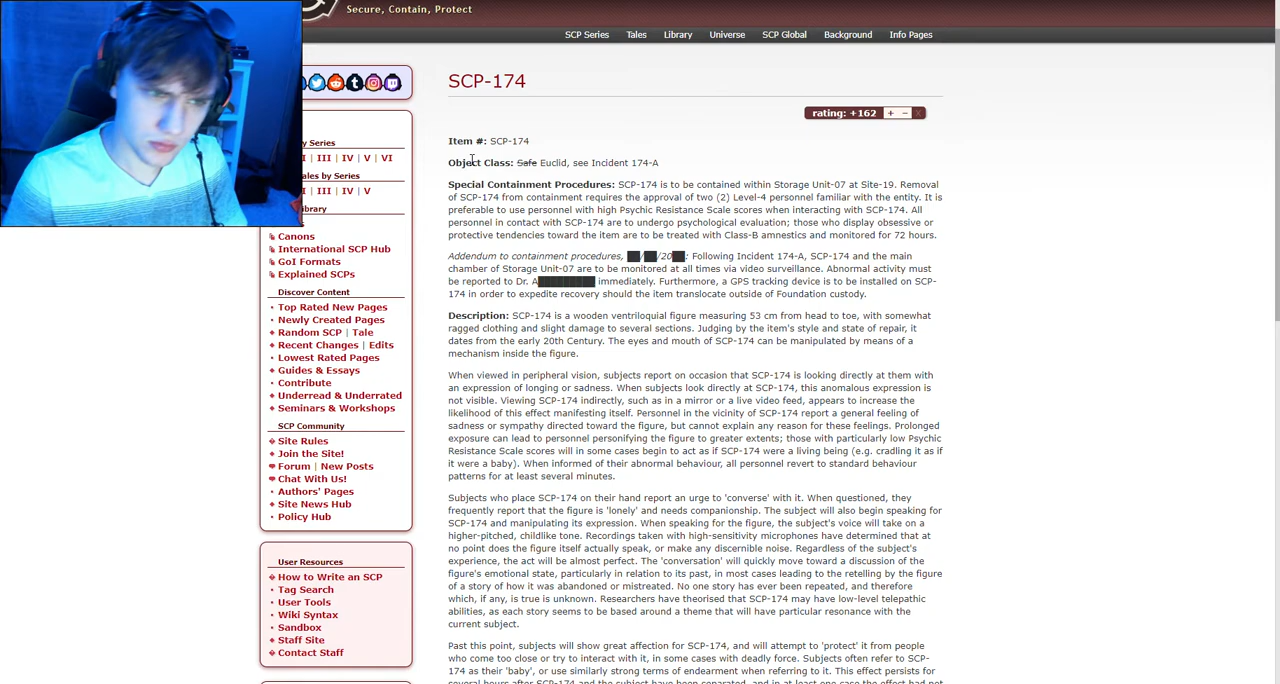 Secure, Contain, Protect
SCP Series Tales Library Universe SCP Global Background Info Pages
SCP-174
rating: +162 + – X
Item #: SCP-174
Object Class: Safe Euclid, see Incident 174-A
Special Containment Procedures: SCP-174 is to be contained within Storage Unit-07 at Site-19. Removal
of SCP-174 from containment requires the approval of two (2) Level-4 personnel familiar with the entity. It is
preferable to use personnel with high Psychic Resistance Scale scores when interacting with SCP-174. All
personnel in contact with SCP-174 are to undergo psychological evaluation; those who display obsessive or
protective tendencies toward the item are to be treated with Class-B amnestics and monitored for 72 hours.
Addendum to containment procedures, ██/██/20██: Following Incident 174-A, SCP-174 and the main
chamber of Storage Unit-07 are to be monitored at all times via video surveillance. Abnormal activity must
be reported to Dr. A█████████ immediately. Furthermore, a GPS tracking device is to be installed on SCP-
174 in order to expedite recovery should the item translocate outside of Foundation custody.
Description: SCP-174 is a wooden ventriloquial figure measuring 53 cm from head to toe, with somewhat
ragged clothing and slight damage to several sections. Judging by the item's style and state of repair, it
dates from the early 20th Century. The eyes and mouth of SCP-174 can be manipulated by means of a
mechanism inside the figure.
When viewed in peripheral vision, subjects report on occasion that SCP-174 is looking directly at them with
an expression of longing or sadness. When subjects look directly at SCP-174, this anomalous expression is
not visible. Viewing SCP-174 indirectly, such as in a mirror or a live video feed, appears to increase the
likelihood of this effect manifesting itself. Personnel in the vicinity of SCP-174 report a general feeling of
sadness or sympathy directed toward the figure, but cannot explain any reason for these feelings. Prolonged
exposure can lead to personnel personifying the figure to greater extents; those with particularly low Psychic
Resistance Scale scores will in some cases begin to act as if SCP-174 were a living being (e.g. cradling it as if
it were a baby). When informed of their abnormal behaviour, all personnel revert to standard behaviour
patterns for at least several minutes.
Subjects who place SCP-174 on their hand report an urge to 'converse' with it. When questioned, they
frequently report that the figure is 'lonely' and needs companionship. The subject will also begin speaking for
SCP-174 and manipulating its expression. When speaking for the figure, the subject's voice will take on a
higher-pitched, childlike tone. Recordings taken with high-sensitivity microphones have determined that at
no point does the figure itself actually speak, or make any discernible noise. Regardless of the subject's
experience, the act will be almost perfect. The 'conversation' will quickly move toward a discussion of the
figure's emotional state, particularly in relation to its past, in most cases leading to the retelling by the figure
of a story of how it was abandoned or mistreated. No one story has ever been repeated, and therefore
which, if any, is true is unknown. Researchers have theorised that SCP-174 may have low-level telepathic
abilities, as each story seems to be based around a theme that will have particular resonance with the
current subject.
Past this point, subjects will show great affection for SCP-174, and will attempt to 'protect' it from people
who come too close or try to interact with it, in some cases with deadly force. Subjects often refer to SCP-
174 as their 'baby', or use similarly strong terms of endearment when referring to it. This effect persists for
several hours after SCP-174 and the subject have been separated, and in at least one case the effect had not
y Series
I III IV V VI
ales by Series
I III IV V
ibrary
Canons
International SCP Hub
GoI Formats
Explained SCPs
Discover Content
Top Rated New Pages
Newly Created Pages
Random SCP | Tale
Recent Changes | Edits
Lowest Rated Pages
Guides & Essays
Contribute
Underread & Underrated
Seminars & Workshops
SCP Community
Site Rules
Join the Site!
Forum | New Posts
Chat With Us!
Authors' Pages
Site News Hub
Policy Hub
User Resources
How to Write an SCP
Tag Search
User Tools
Wiki Syntax
Sandbox
Staff Site
Contact Staff